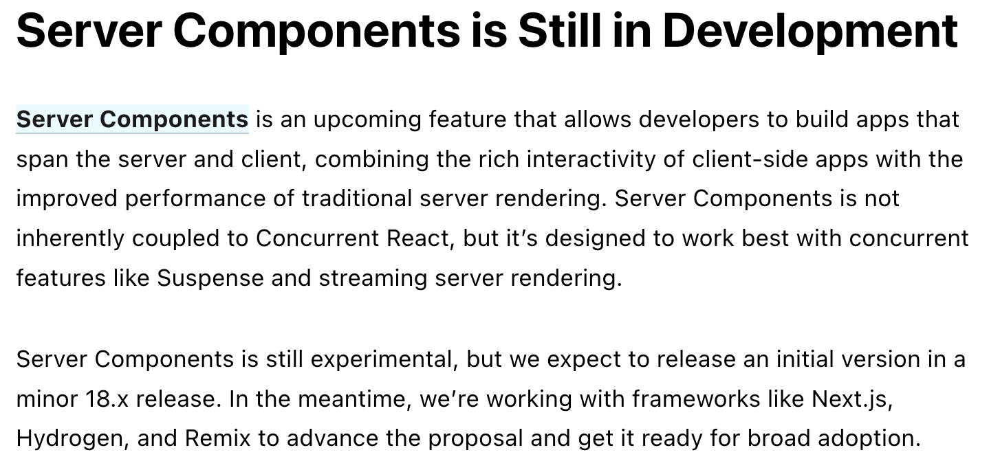 Server Components is Still in Development
Server Components is an upcoming feature that allows developers to build apps that
span the server and client, combining the rich interactivity of client-side apps with the
improved performance of traditional server rendering. Server Components is not
inherently coupled to Concurrent React, but it’s designed to work best with concurrent
features like Suspense and streaming server rendering.
Server Components is still experimental, but we expect to release an initial version in a
minor 18.x release. In the meantime, we’re working with frameworks like Next.js,
Hydrogen, and Remix to advance the proposal and get it ready for broad adoption.